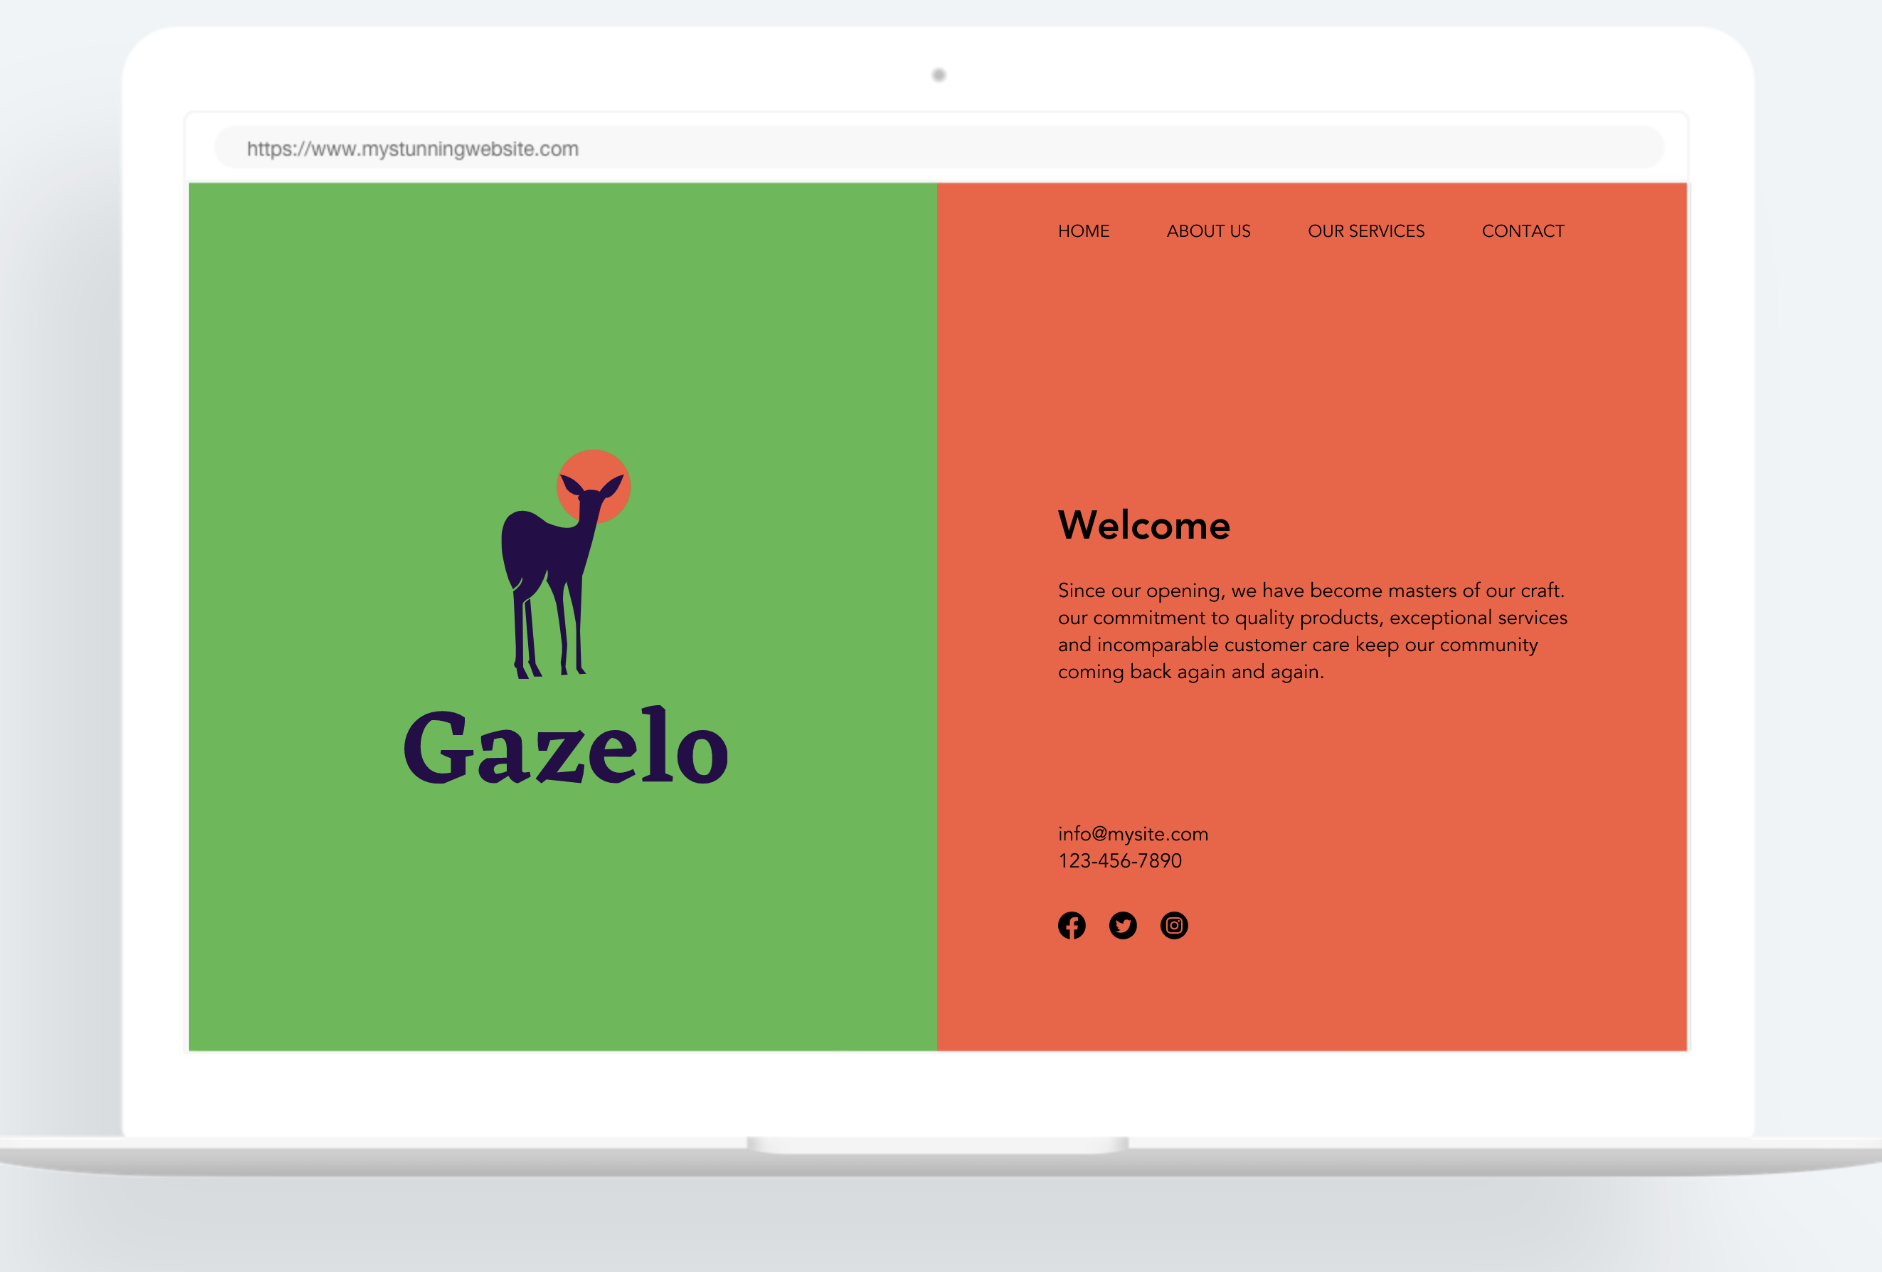 https://www.mystunningwebsite.com
HOME ABOUT US OUR SERVICES CONTACT
Gazelo
Welcome
Since our opening, we have become masters of our craft.
our commitment to quality products, exceptional services
and incomparable customer care keep our community
coming back again and again.
info@mysite.com
123-456-7890